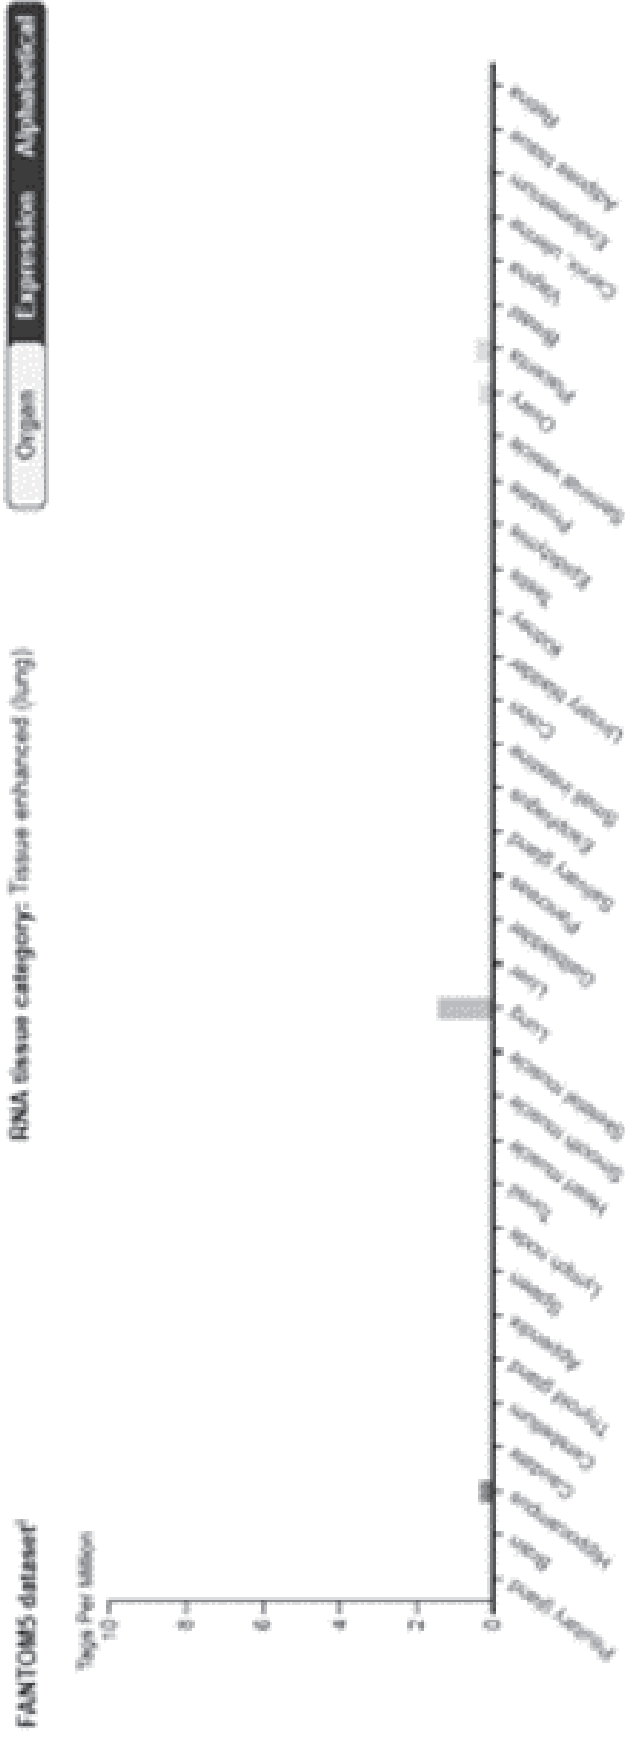 FANTOM5 dataset
RNA tissue category: Tissue enhanced (lung)
Organ Expression Alphabetical
Tags Per Million
10
8
6
4
2
0
Pituitary gland
Brain
Hippocampus
Caudate
Cerebellum
Thyroid gland
Appendix
Spleen
Lymph node
Tonsil
Heart muscle
Smooth muscle
Skeletal muscle
Lung
Liver
Gallbladder
Pancreas
Salivary gland
Esophagus
Small intestine
Colon
Urinary bladder
Kidney
Testis
Epididymis
Prostate
Seminal vesicle
Ovary
Placenta
Breast
Vagina
Cervix, uterine
Endometrium
Adipose tissue
Retina